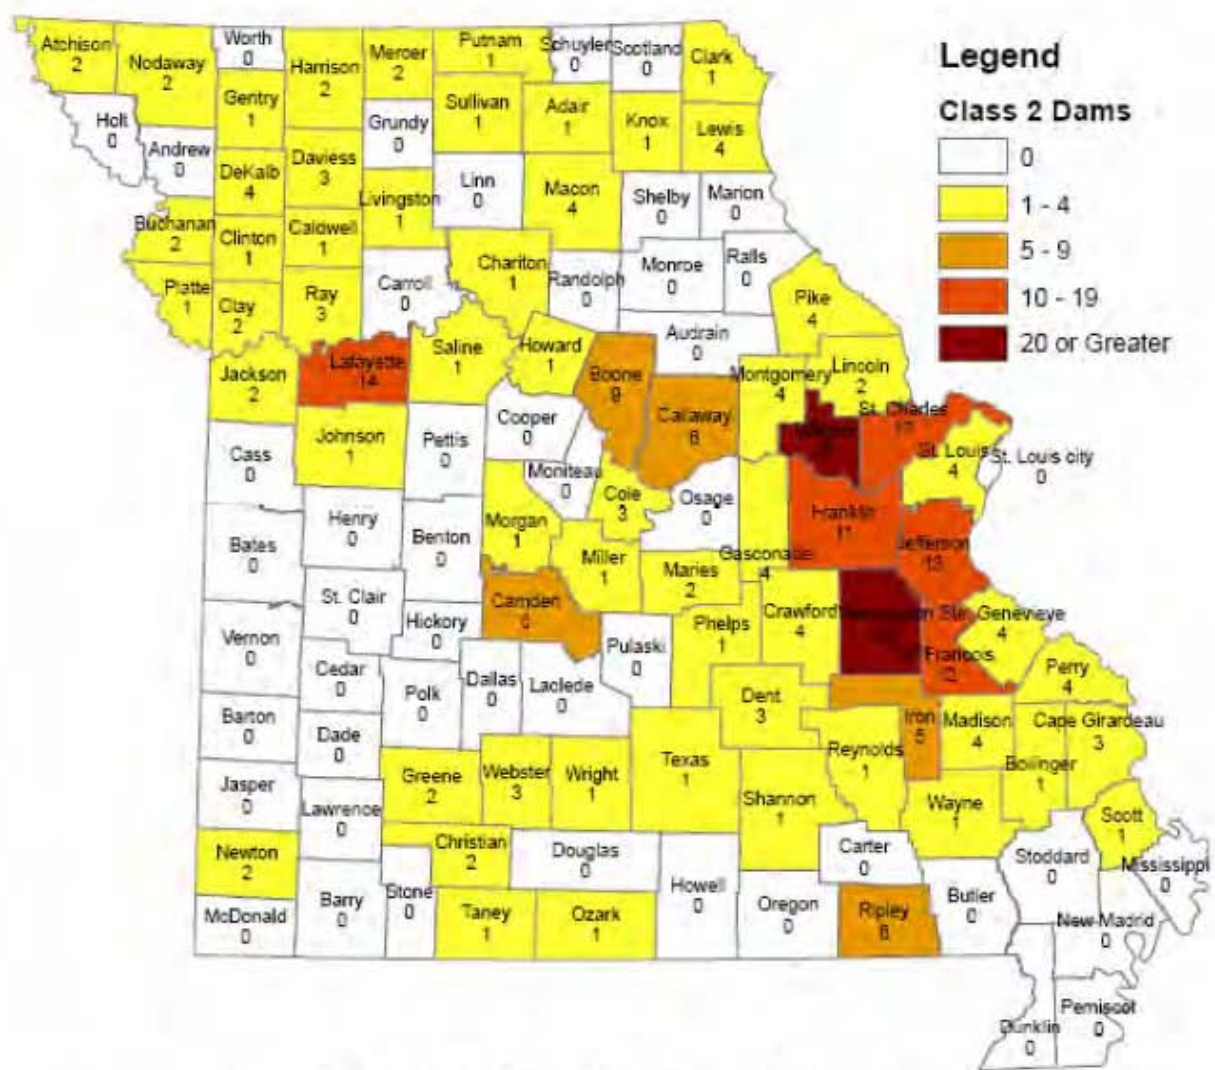 Legend
Class 2 Dams
0
1 - 4
5 - 9
10 - 19
20 or Greater
Atchison
2
Nodaway
2
Worth
0
Harrison
2
Mercer
2
Putnam
1
Schuyler
0
Scotland
0
Clark
1
Holt
0
Andrew
0
Gentry
1
Grundy
0
Sullivan
1
Adair
1
Knox
1
Lewis
4
DeKalb
4
Daviess
3
Livingston
1
Linn
0
Macon
4
Shelby
0
Marion
0
Buchanan
2
Clinton
1
Caldwell
1
Carroll
0
Chariton
1
Randolph
0
Monroe
0
Ralls
0
Platte
1
Clay
2
Ray
3
Pike
4
Audrain
0
Jackson
2
Lafayette
14
Saline
1
Howard
1
Boone
9
Callaway
Montgomery
4
Lincoln
2
St. Charles
St. Louis
4
St. Louis city
0
Cass
0
Johnson
1
Pettis
0
Cooper
0
Moniteau
0
Cole
3
Osage
0
Franklin
11
Jefferson
13
Bates
0
Henry
0
Benton
0
Morgan
1
Miller
1
Maries
2
Gasconade
4
St. Clair
0
Hickory
0
Camden
Pulaski
0
Phelps
1
Crawford
4
Ste. Genevieve
4
Francois
12
Perry
4
Vernon
0
Cedar
0
Polk
0
Dallas
0
Laclede
0
Dent
3
Iron
5
Madison
4
Cape Girardeau
3
Barton
0
Dade
0
Greene
2
Webster
3
Wright
1
Texas
1
Reynolds
1
Bollinger
1
Jasper
0
Lawrence
0
Shannon
1
Wayne
1
Scott
1
Newton
2
Christian
2
Douglas
0
Carter
0
Stoddard
0
Mississippi
0
McDonald
0
Barry
0
Stone
0
Taney
1
Ozark
1
Howell
0
Oregon
0
Ripley
Butler
0
New Madrid
0
Dunklin
0
Pemiscot
0